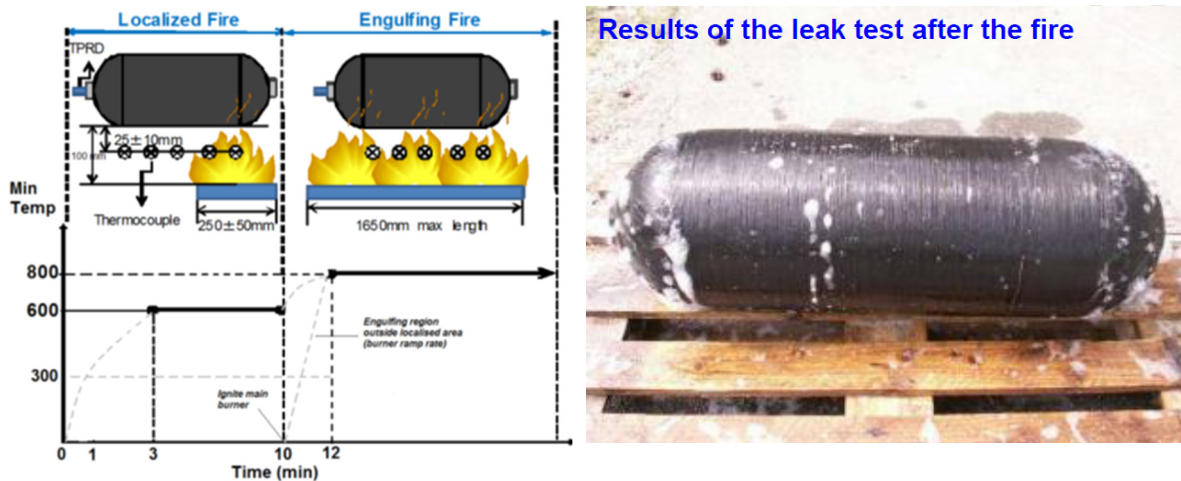 Localized Fire
Engulfing Fire
TPRD
25±10mm
100 mm
Thermocouple
250±50mm
1650mm max length
Min
Temp
800
600
300
Engulfing region
outside localised area
(burner ramp rate)
Ignite main
burner
0 1 3 10 12
Time (min)
Results of the leak test after the fire